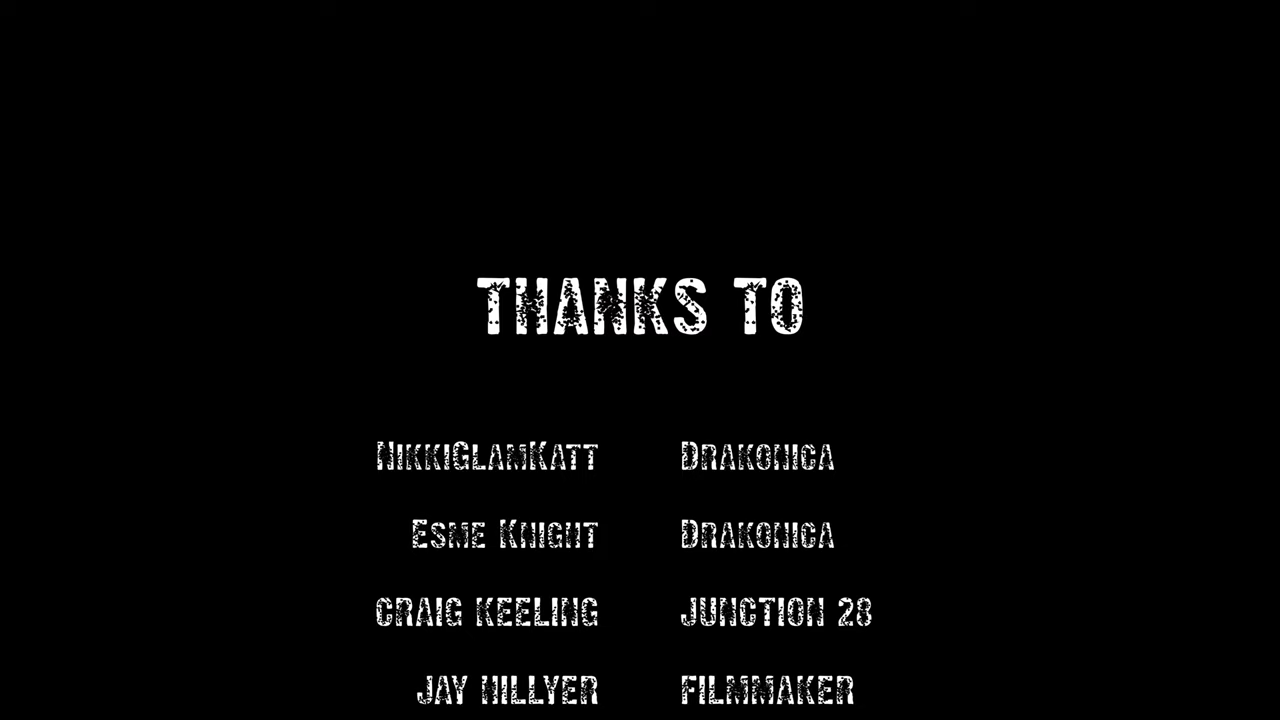 THANKS TO
NikkiGlamKatt Drakonica
Esme Knight Drakonica
CRAIG KEELING JUNCTION 28
JAY HILLYER FILMMAKER